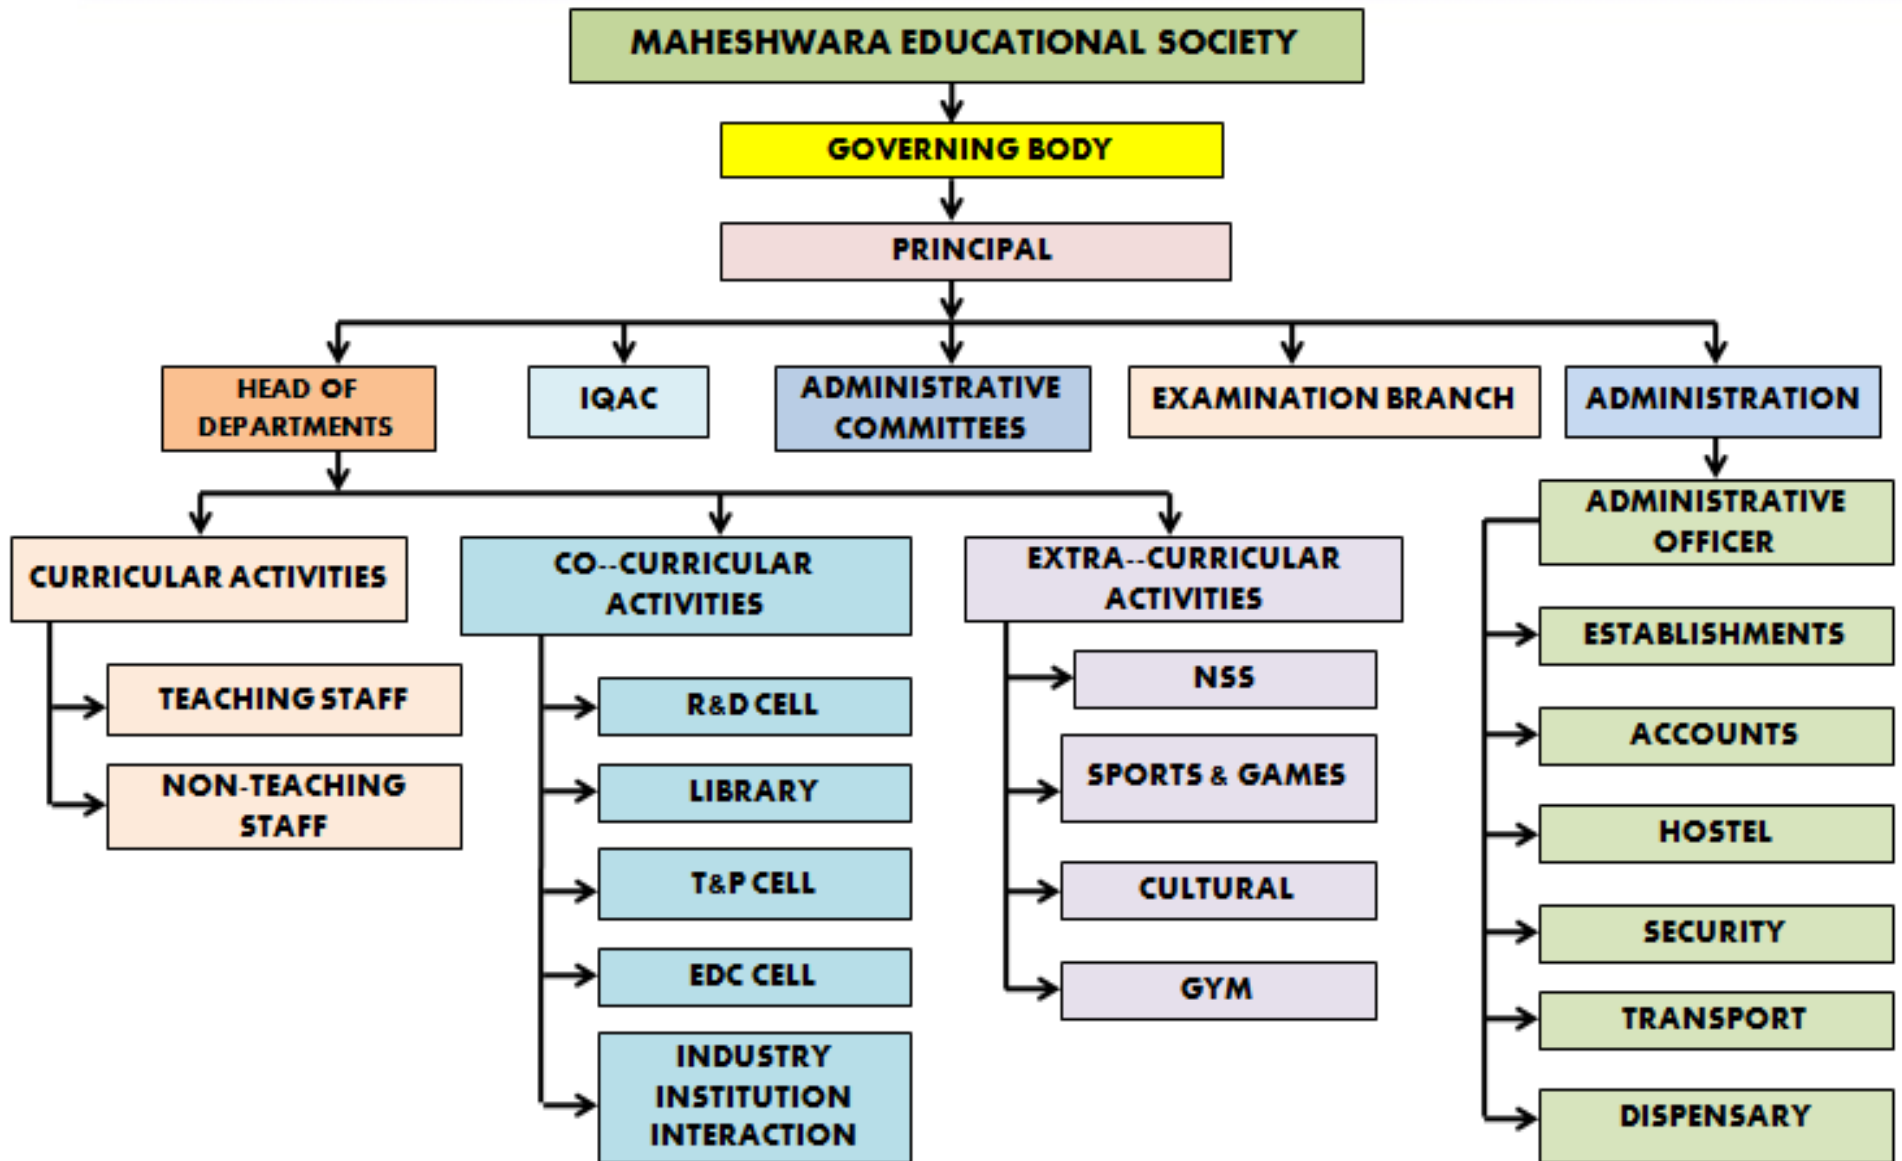 MAHESHWARA EDUCATIONAL SOCIETY
GOVERNING BODY
PRINCIPAL
HEAD OF
DEPARTMENTS
IQAC
ADMINISTRATIVE
COMMITTEES
EXAMINATION BRANCH
ADMINISTRATION
CURRICULAR ACTIVITIES
TEACHING STAFF
NON-TEACHING
STAFF
CO--CURRICULAR
ACTIVITIES
R&D CELL
LIBRARY
T&P CELL
EDC CELL
INDUSTRY
INSTITUTION
INTERACTION
EXTRA--CURRICULAR
ACTIVITIES
NSS
SPORTS & GAMES
CULTURAL
GYM
ADMINISTRATIVE
OFFICER
ESTABLISHMENTS
ACCOUNTS
HOSTEL
SECURITY
TRANSPORT
DISPENSARY